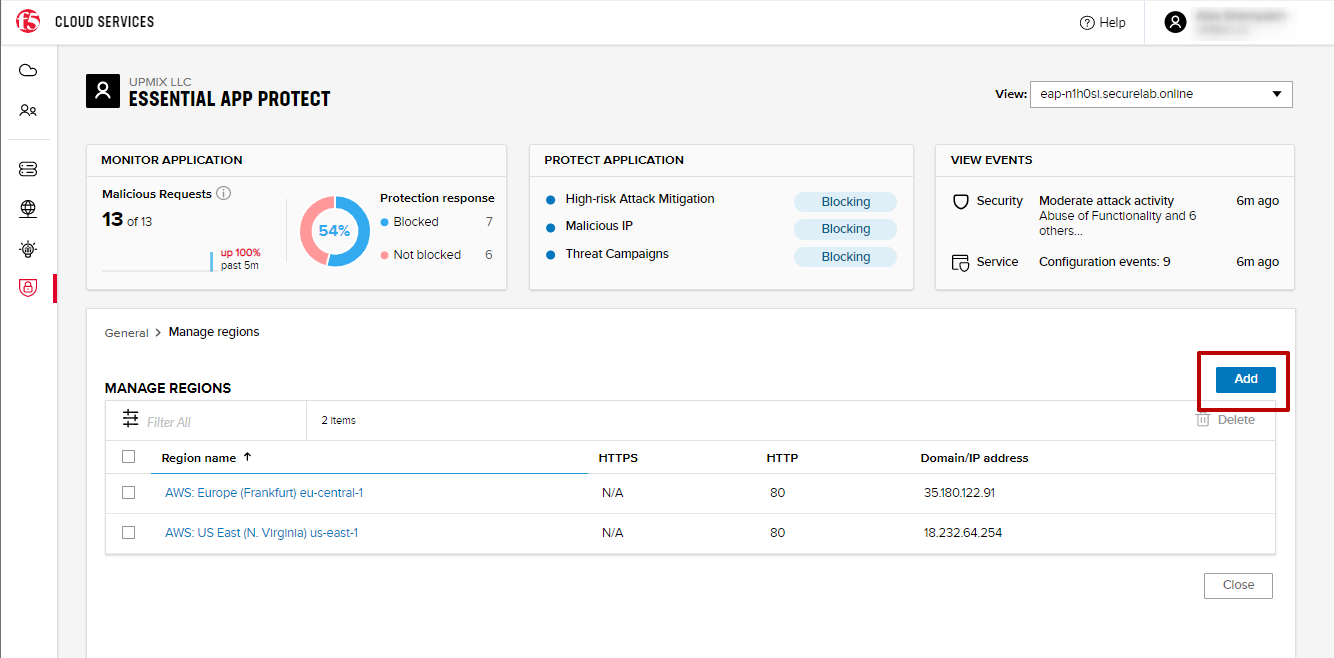 f5 CLOUD SERVICES
Help
UPMIX LLC
ESSENTIAL APP PROTECT
View: eap-n1h0sl.securelab.online
MONITOR APPLICATION
Malicious Requests
13 of 13
up 100%
past 5m
54%
Protection response
Blocked 7
Not blocked 6
PROTECT APPLICATION
High-risk Attack Mitigation Blocking
Malicious IP Blocking
Threat Campaigns Blocking
VIEW EVENTS
Security Moderate attack activity 6m ago
Abuse of Functionality and 6
others...
Service Configuration events: 9 6m ago
General > Manage regions
Add
MANAGE REGIONS
Filter All 2 Items Delete
Region name ↑ HTTPS HTTP Domain/IP address
AWS: Europe (Frankfurt) eu-central-1 N/A 80 35.180.122.91
AWS: US East (N. Virginia) us-east-1 N/A 80 18.232.64.254
Close